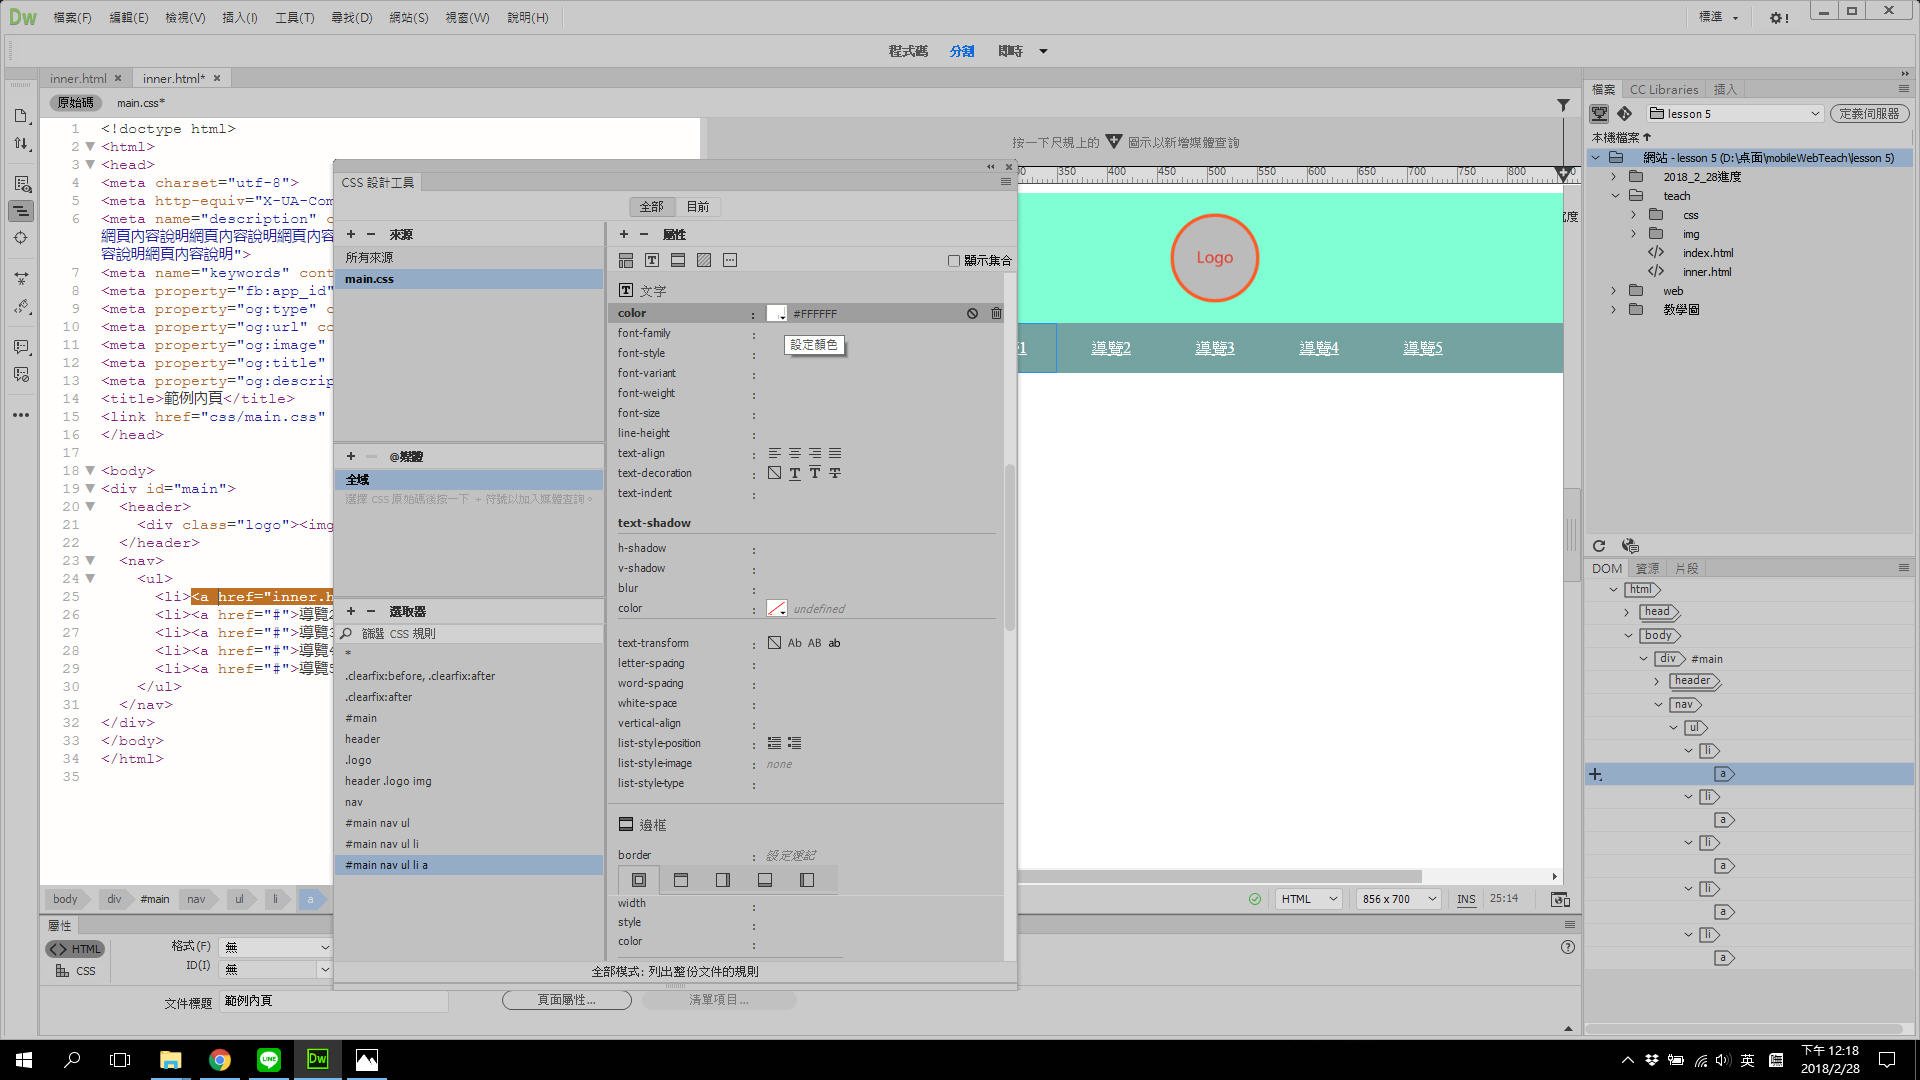 Dw 檔案(F) 編輯(E) 檢視(V) 插入(I) 工具(T) 尋找(D) 網站(S) 視窗(W) 說明(H) 標準
程式碼 分割 即時
inner.html inner.html*
原始碼 main.css*
1 <!doctype html>
2 <html>
3 <head>
4 <meta charset="utf-8">
5 <meta http-equiv="X-UA-Com
6 <meta name="description" c
網頁內容說明網頁內容說明網頁內容
容說明網頁內容說明">
7 <meta name="keywords" cont
8 <meta property="fb:app_id"
9 <meta property="og:type" c
10 <meta property="og:url" co
11 <meta property="og:image"
12 <meta property="og:title"
13 <meta property="og:descrip
14 <title>範例內頁</title>
15 <link href="css/main.css"
16 </head>
17
18 <body>
19 <div id="main">
20 <header>
21 <div class="logo"><img
22 </header>
23 <nav>
24 <ul>
25 <li><a href="inner.h
26 <li><a href="#">導覽2
27 <li><a href="#">導覽3
28 <li><a href="#">導覽4
29 <li><a href="#">導覽5
30 </ul>
31 </nav>
32 </div>
33 </body>
34 </html>
35
body div #main nav ul li a
屬性
HTML
CSS
格式(F) 無
ID(I) 無
文件標題 範例內頁
頁面屬性... 清單項目...
CSS 設計工具
全部 目前
+ − 來源
所有來源
main.css
+ − @媒體
全域
選擇 CSS 原始碼後按一下 + 符號以加入媒體查詢。
+ − 選取器
篩選 CSS 規則
*
.clearfix:before, .clearfix:after
.clearfix:after
#main
header
.logo
header .logo img
nav
#main nav ul
#main nav ul li
#main nav ul li a
+ − 屬性
顯示集合
文字
color : #FFFFFF
設定顏色
font-family :
font-style :
font-variant :
font-weight :
font-size :
line-height :
text-align :
text-decoration :
text-indent :
text-shadow
h-shadow :
v-shadow :
blur :
color : undefined
text-transform : Ab AB ab
letter-spacing :
word-spacing :
white-space :
vertical-align :
list-style-position :
list-style-image : none
list-style-type :
邊框
border : 設定速記
width :
style :
color :
全部模式: 列出整份文件的規則
按一下尺規上的 圖示以新增媒體查詢
350 400 450 500 550 600 650 700 750 800
Logo
導覽2 導覽3 導覽4 導覽5
HTML 856 x 700 INS 25:14
檔案 CC Libraries 插入
lesson 5 定義伺服器
本機檔案
網站 - lesson 5 (D:\桌面\mobileWebTeach\lesson 5)
2018_2_28進度
teach
css
img
index.html
inner.html
web
教學圖
DOM 資源 片段
html
head
body
div #main
header
nav
ul
li
a
li
a
li
a
li
a
li
a
Dw
英
下午 12:18
2018/2/28